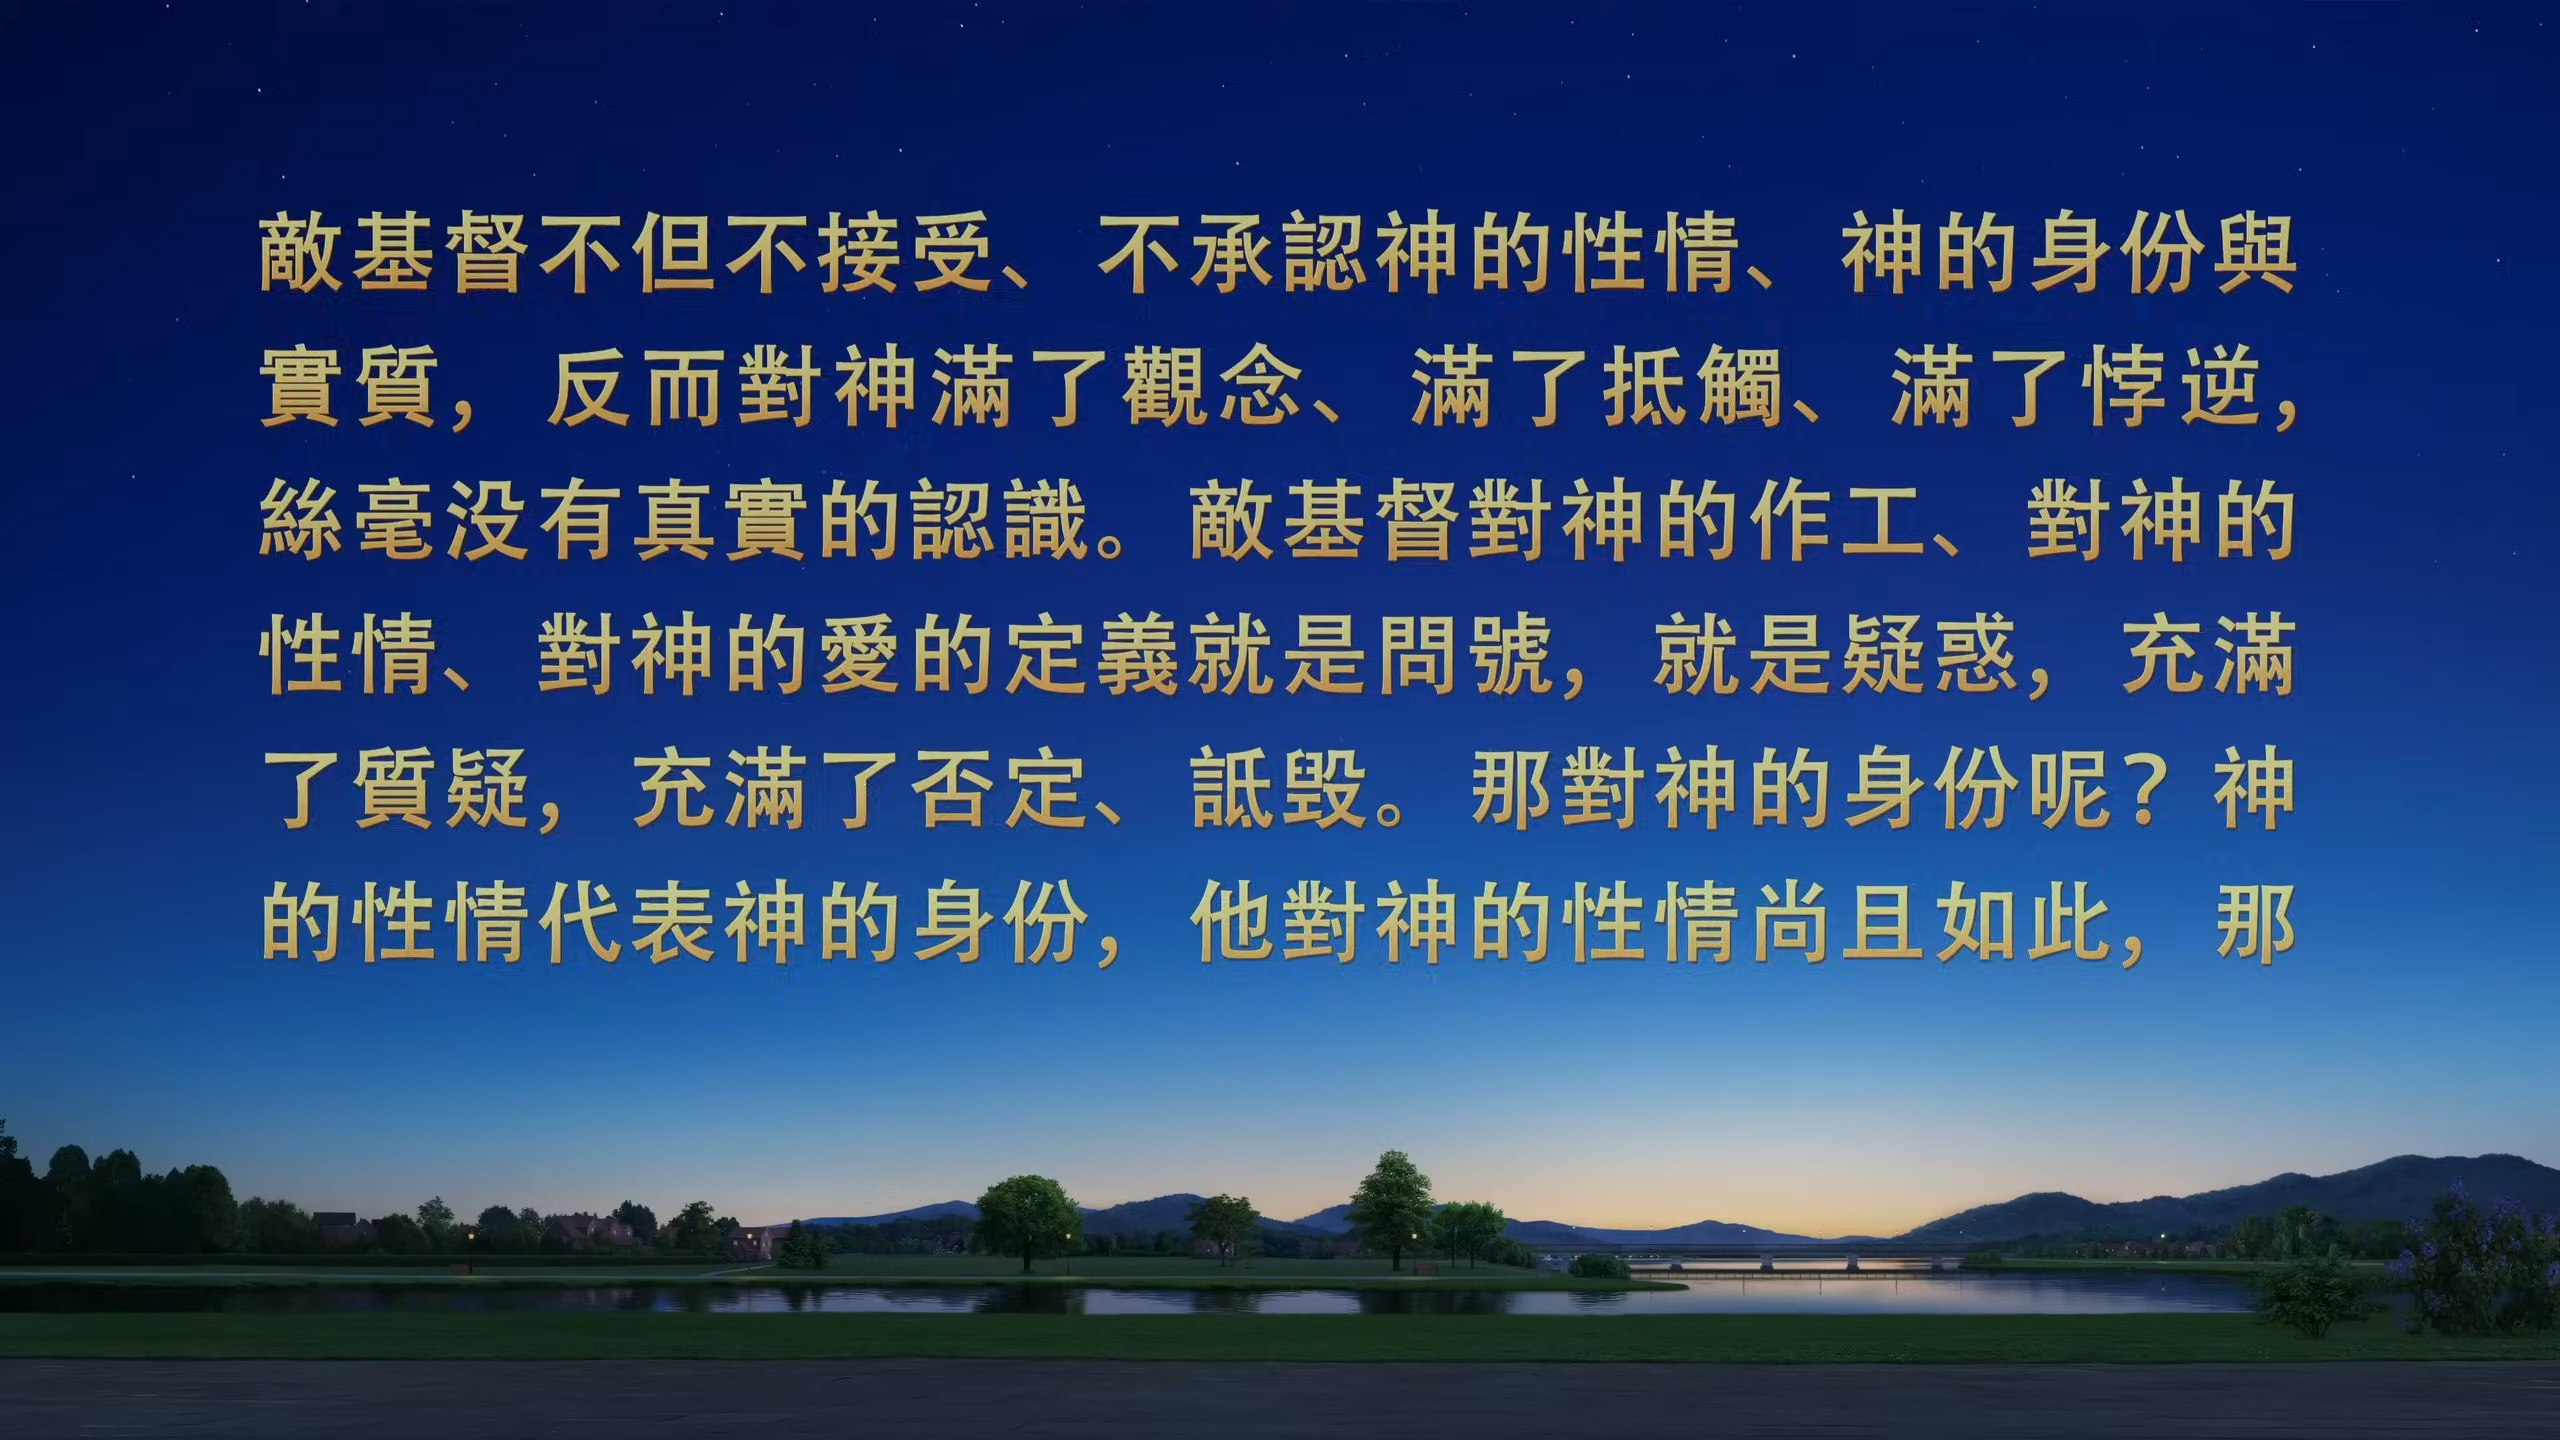 敵基督不但不接受、不承認神的性情、神的身份與
實質，反而對神滿了觀念、滿了抵觸、滿了悖逆，
絲毫没有真實的認識。敵基督對神的作工、對神的
性情、對神的愛的定義就是問號，就是疑惑，充滿
了質疑，充滿了否定、詆毀。那對神的身份呢？神
的性情代表神的身份，他對神的性情尚且如此，那